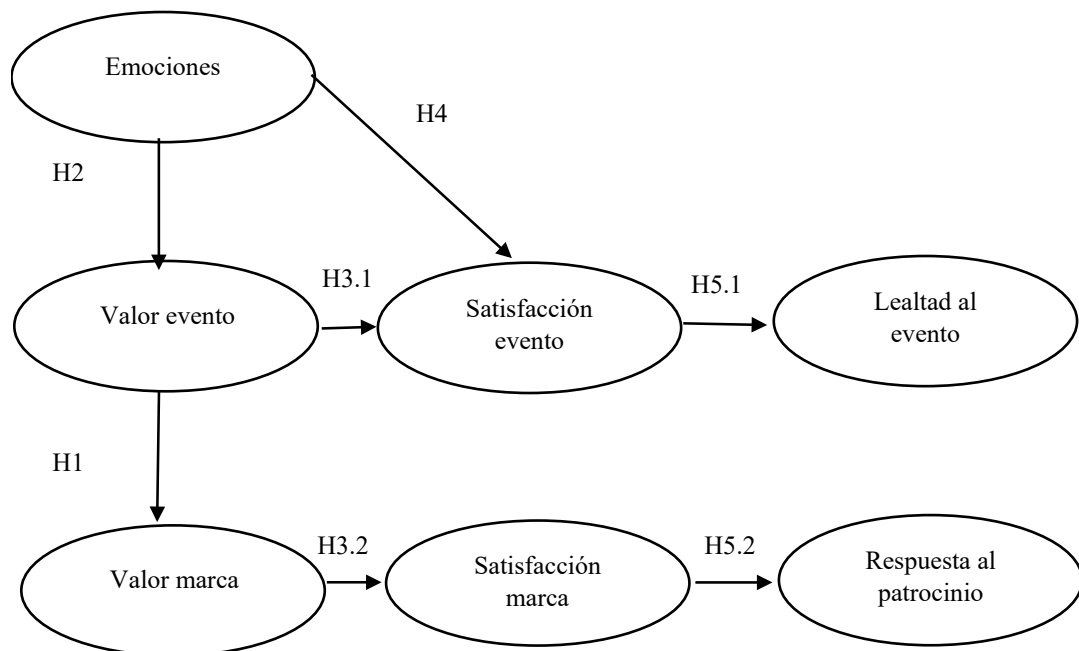 Emociones
H4
H2
H3.1
H5.1
Valor evento
Satisfacción
evento
Lealtad al
evento
H1
H3.2
H5.2
Valor marca
Satisfacción
marca
Respuesta al
patrocinio